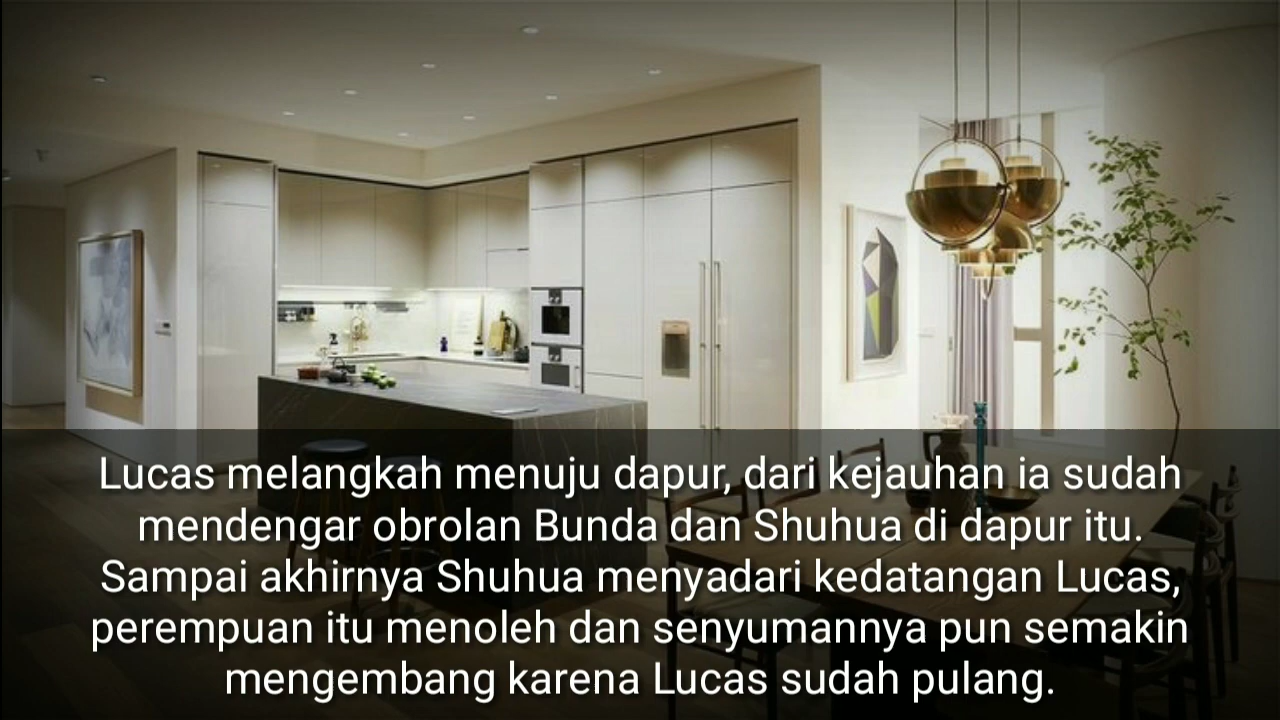 Lucas melangkah menuju dapur, dari kejauhan ia sudah
mendengar obrolan Bunda dan Shuhua di dapur itu.
Sampai akhirnya Shuhua menyadari kedatangan Lucas,
perempuan itu menoleh dan senyumannya pun semakin
mengembang karena Lucas sudah pulang.